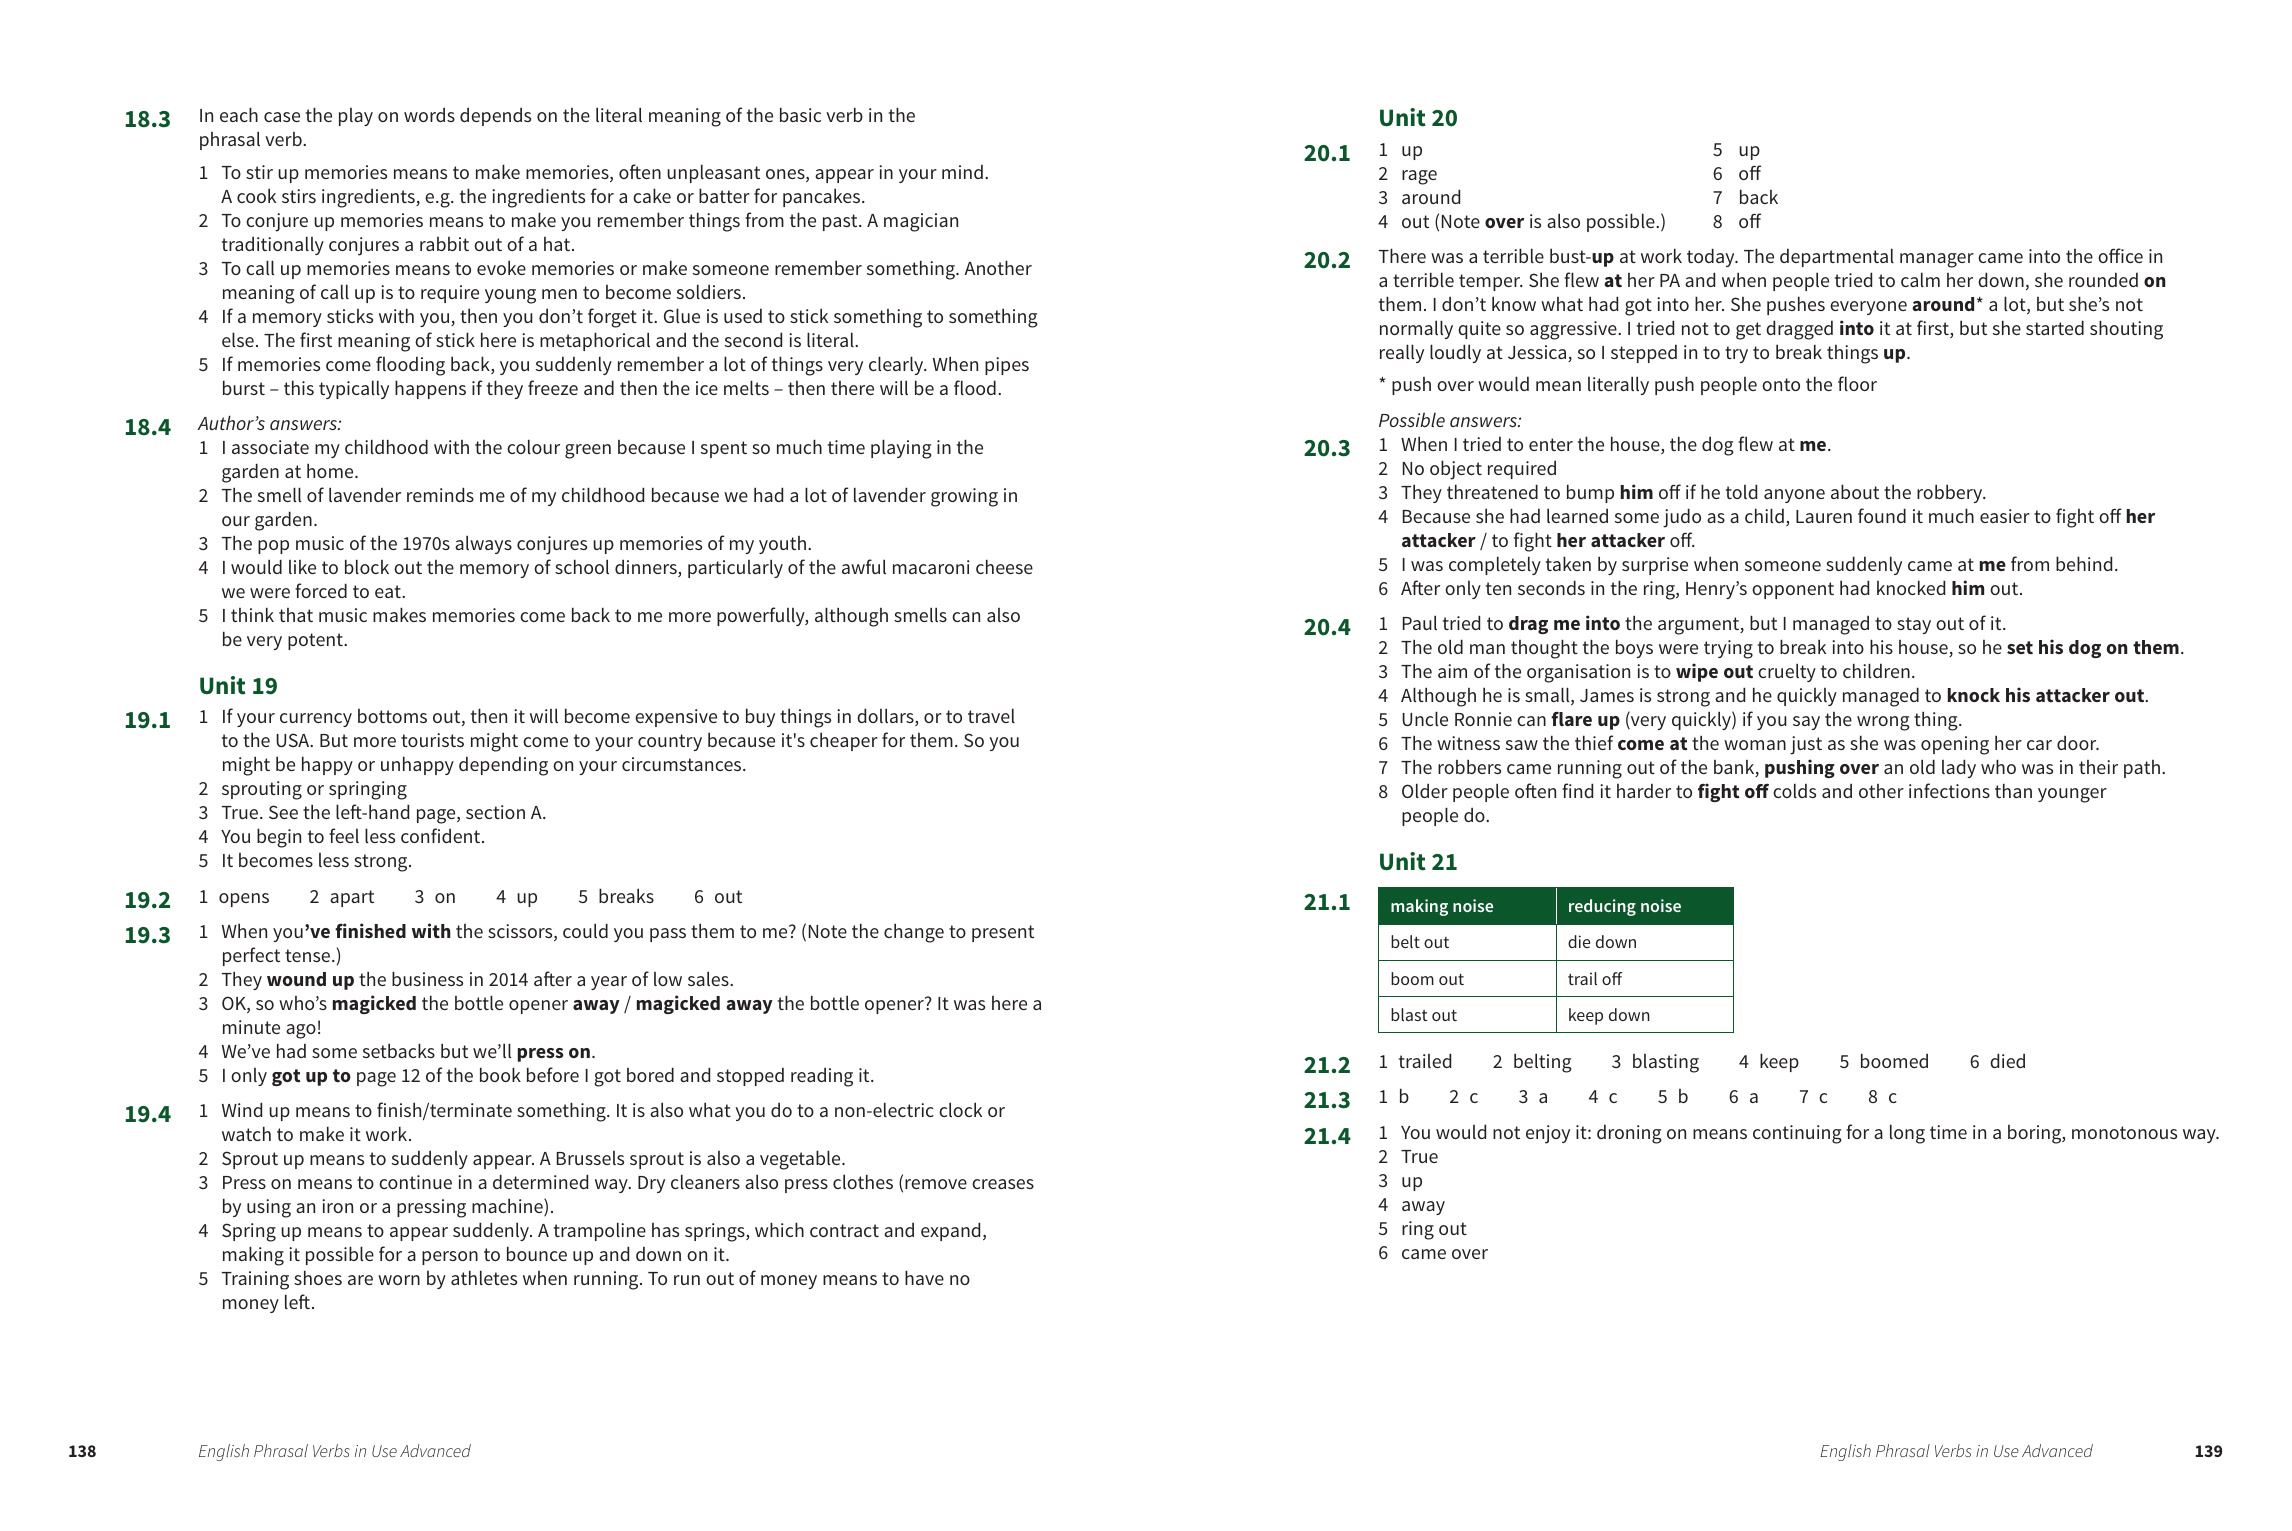 18.3 In each case the play on words depends on the literal meaning of the basic verb in the
phrasal verb.
1 To stir up memories means to make memories, often unpleasant ones, appear in your mind.
A cook stirs ingredients, e.g. the ingredients for a cake or batter for pancakes.
2 To conjure up memories means to make you remember things from the past. A magician
traditionally conjures a rabbit out of a hat.
3 To call up memories means to evoke memories or make someone remember something. Another
meaning of call up is to require young men to become soldiers.
4 If a memory sticks with you, then you don’t forget it. Glue is used to stick something to something
else. The first meaning of stick here is metaphorical and the second is literal.
5 If memories come flooding back, you suddenly remember a lot of things very clearly. When pipes
burst – this typically happens if they freeze and then the ice melts – then there will be a flood.
18.4 Author’s answers:
1 I associate my childhood with the colour green because I spent so much time playing in the
garden at home.
2 The smell of lavender reminds me of my childhood because we had a lot of lavender growing in
our garden.
3 The pop music of the 1970s always conjures up memories of my youth.
4 I would like to block out the memory of school dinners, particularly of the awful macaroni cheese
we were forced to eat.
5 I think that music makes memories come back to me more powerfully, although smells can also
be very potent.
Unit 19
19.1 1 If your currency bottoms out, then it will become expensive to buy things in dollars, or to travel
to the USA. But more tourists might come to your country because it's cheaper for them. So you
might be happy or unhappy depending on your circumstances.
2 sprouting or springing
3 True. See the left-hand page, section A.
4 You begin to feel less confident.
5 It becomes less strong.
19.2 1 opens 2 apart 3 on 4 up 5 breaks 6 out
19.3 1 When you’ve finished with the scissors, could you pass them to me? (Note the change to present
perfect tense.)
2 They wound up the business in 2014 after a year of low sales.
3 OK, so who’s magicked the bottle opener away / magicked away the bottle opener? It was here a
minute ago!
4 We’ve had some setbacks but we’ll press on.
5 I only got up to page 12 of the book before I got bored and stopped reading it.
19.4 1 Wind up means to finish/terminate something. It is also what you do to a non-electric clock or
watch to make it work.
2 Sprout up means to suddenly appear. A Brussels sprout is also a vegetable.
3 Press on means to continue in a determined way. Dry cleaners also press clothes (remove creases
by using an iron or a pressing machine).
4 Spring up means to appear suddenly. A trampoline has springs, which contract and expand,
making it possible for a person to bounce up and down on it.
5 Training shoes are worn by athletes when running. To run out of money means to have no
money left.
138 English Phrasal Verbs in Use Advanced
Unit 20
20.1 1 up 5 up
2 rage 6 off
3 around 7 back
4 out (Note over is also possible.) 8 off
20.2 There was a terrible bust-up at work today. The departmental manager came into the office in
a terrible temper. She flew at her PA and when people tried to calm her down, she rounded on
them. I don’t know what had got into her. She pushes everyone around* a lot, but she’s not
normally quite so aggressive. I tried not to get dragged into it at first, but she started shouting
really loudly at Jessica, so I stepped in to try to break things up.
* push over would mean literally push people onto the floor
Possible answers:
20.3 1 When I tried to enter the house, the dog flew at me.
2 No object required
3 They threatened to bump him off if he told anyone about the robbery.
4 Because she had learned some judo as a child, Lauren found it much easier to fight off her
attacker / to fight her attacker off.
5 I was completely taken by surprise when someone suddenly came at me from behind.
6 After only ten seconds in the ring, Henry’s opponent had knocked him out.
20.4 1 Paul tried to drag me into the argument, but I managed to stay out of it.
2 The old man thought the boys were trying to break into his house, so he set his dog on them.
3 The aim of the organisation is to wipe out cruelty to children.
4 Although he is small, James is strong and he quickly managed to knock his attacker out.
5 Uncle Ronnie can flare up (very quickly) if you say the wrong thing.
6 The witness saw the thief come at the woman just as she was opening her car door.
7 The robbers came running out of the bank, pushing over an old lady who was in their path.
8 Older people often find it harder to fight off colds and other infections than younger
people do.
Unit 21
21.1 making noise reducing noise
belt out die down
boom out trail off
blast out keep down
21.2 1 trailed 2 belting 3 blasting 4 keep 5 boomed 6 died
21.3 1 b 2 c 3 a 4 c 5 b 6 a 7 c 8 c
21.4 1 You would not enjoy it: droning on means continuing for a long time in a boring, monotonous way.
2 True
3 up
4 away
5 ring out
6 came over
English Phrasal Verbs in Use Advanced 139